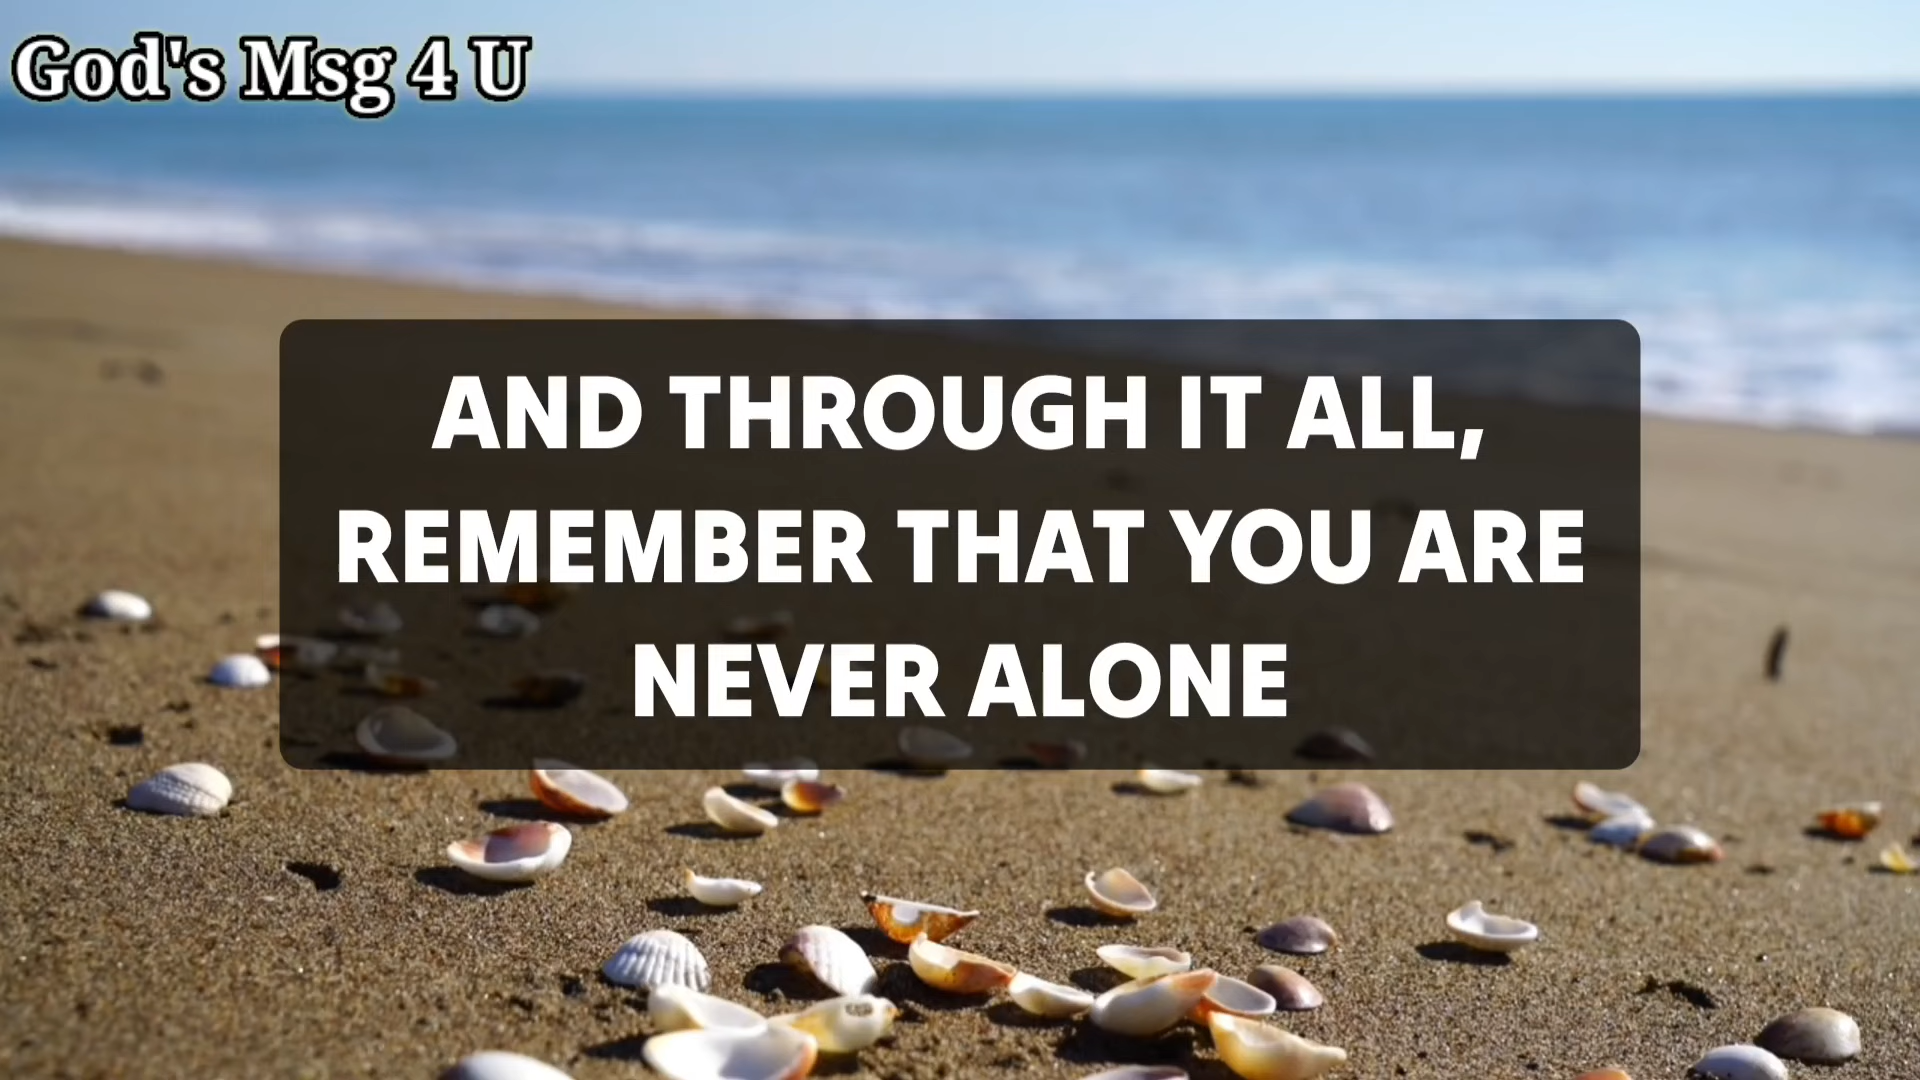 God's Msg 4 U
AND THROUGH IT ALL,
REMEMBER THAT YOU ARE
NEVER ALONE